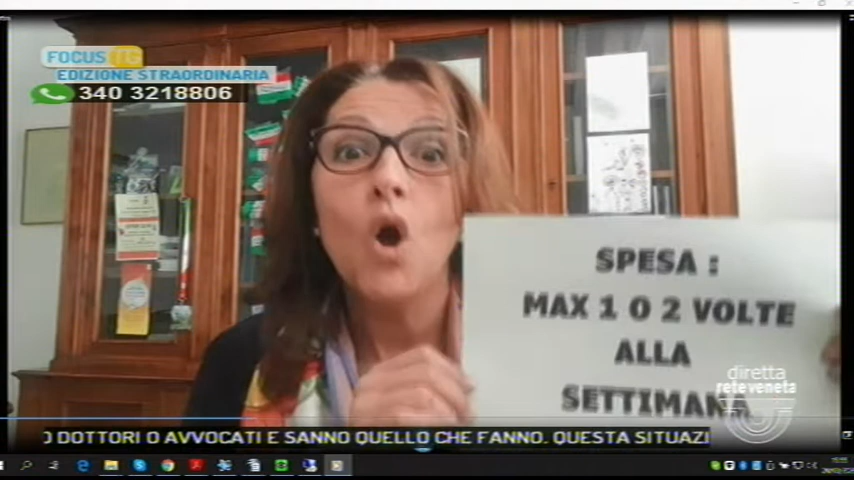 FOCUS TG
EDIZIONE STRAORDINARIA
340 3218806
SPESA :
MAX 1 O 2 VOLTE
ALLA
SETTIMANA
diretta
reteveneta
O DOTTORI O AVVOCATI E SANNO QUELLO CHE FANNO. QUESTA SITUAZI